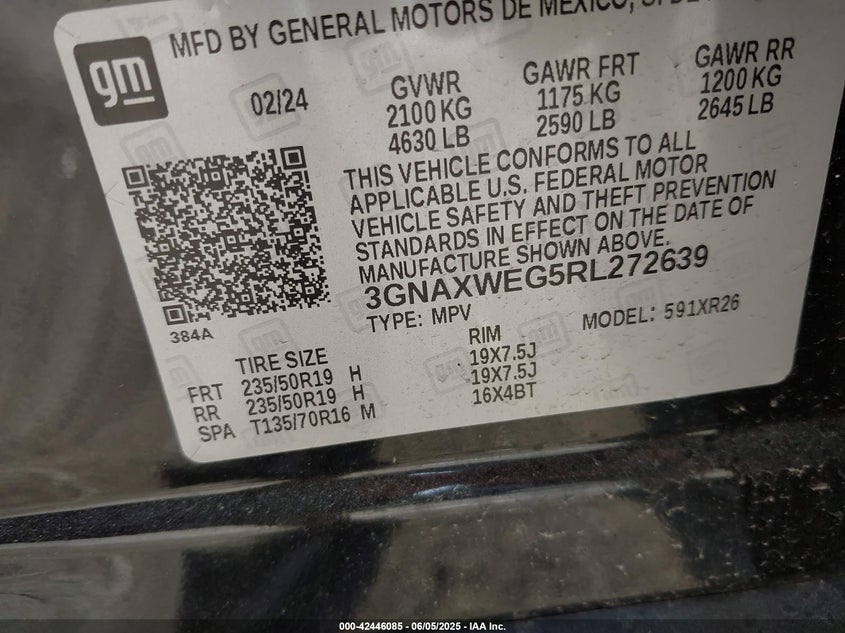 MFD BY GENERAL MOTORS DE MEXICO,
gm
02/24
GVWR
2100 KG
4630 LB
GAWR FRT
1175 KG
2590 LB
GAWR RR
1200 KG
2645 LB
THIS VEHICLE CONFORMS TO ALL
APPLICABLE U.S. FEDERAL MOTOR
VEHICLE SAFETY AND THEFT PREVENTION
STANDARDS IN EFFECT ON THE DATE OF
MANUFACTURE SHOWN ABOVE.
3GNAXWEG5RL272639
TYPE: MPV
MODEL: 591XR26
384A
TIRE SIZE
RIM
FRT 235/50R19 H 19X7.5J
RR 235/50R19 H 19X7.5J
SPA T135/70R16 M 16X4BT
000-42446085 - 06/05/2025 - IAA Inc.